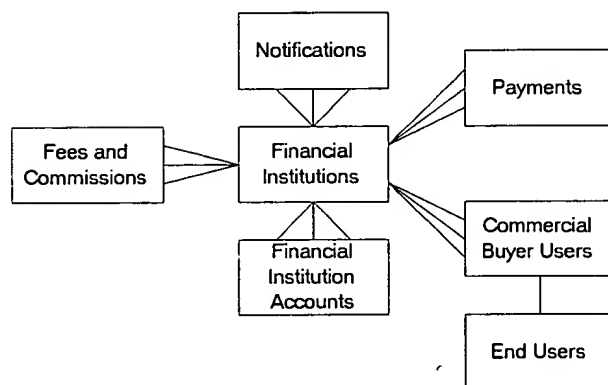 Notifications
Payments
Fees and
Commissions
Financial
Institutions
Commercial
Buyer Users
Financial
Institution
Accounts
End Users